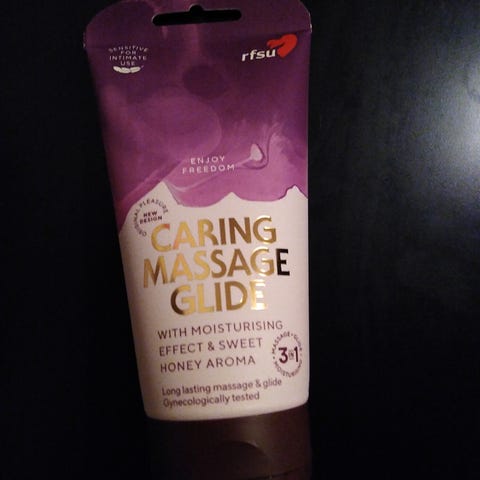 SENSITIVE
FOR
INTIMATE
USE
rfsu
ENJOY
FREEDOM
ORIGINAL PLEASURE
NEW
DESIGN
CARING
MASSAGE
GLIDE
WITH MOISTURISING
EFFECT & SWEET
HONEY AROMA
MASSAGE • GLIDE • MOISTURISING •
3in1
Long lasting massage & glide
Gynecologically tested